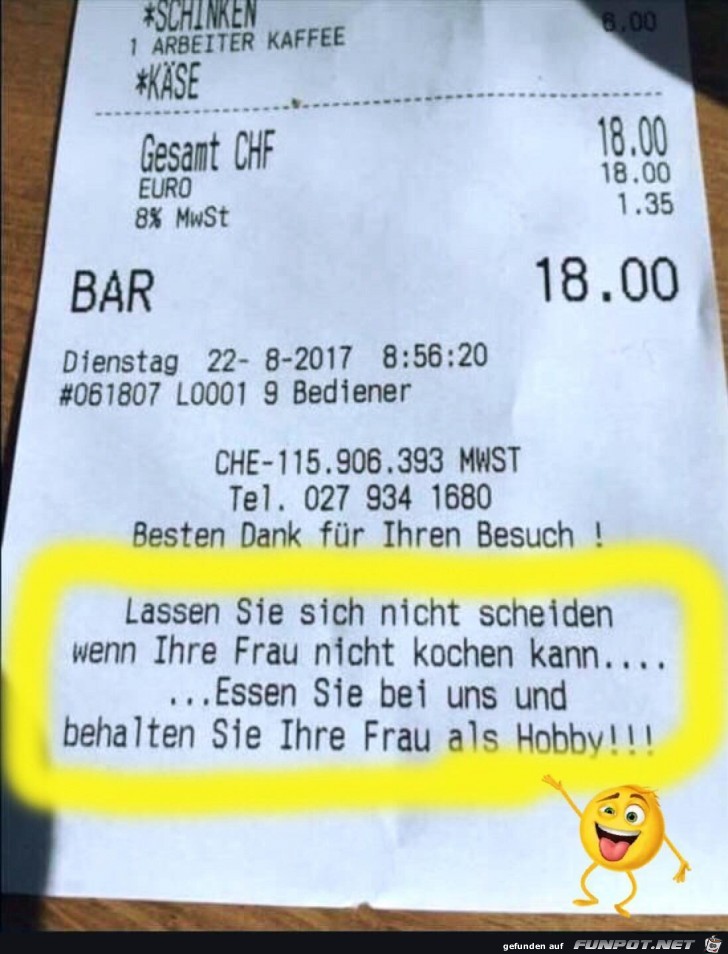 *SCHINKEN 6.00
1 ARBEITER KAFFEE
*KÄSE
Gesamt CHF 18.00
EURO 18.00
8% MwSt 1.35
BAR 18.00
Dienstag 22- 8-2017 8:56:20
#061807 L0001 9 Bediener
CHE-115.906.393 MWST
Tel. 027 934 1680
Besten Dank für Ihren Besuch !
Lassen Sie sich nicht scheiden
wenn Ihre Frau nicht kochen kann....
...Essen Sie bei uns und
behalten Sie Ihre Frau als Hobby!!!
gefunden auf FUNPOT.NET